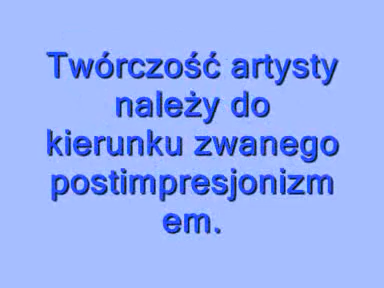 Twórczość artysty
należy do
kierunku zwanego
postimpresjonizm
em.